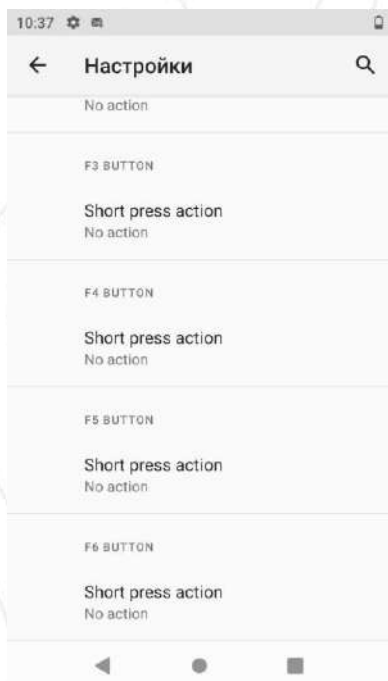 10:37
Настройки
No action
F3 BUTTON
Short press action
No action
F4 BUTTON
Short press action
No action
F5 BUTTON
Short press action
No action
F6 BUTTON
Short press action
No action